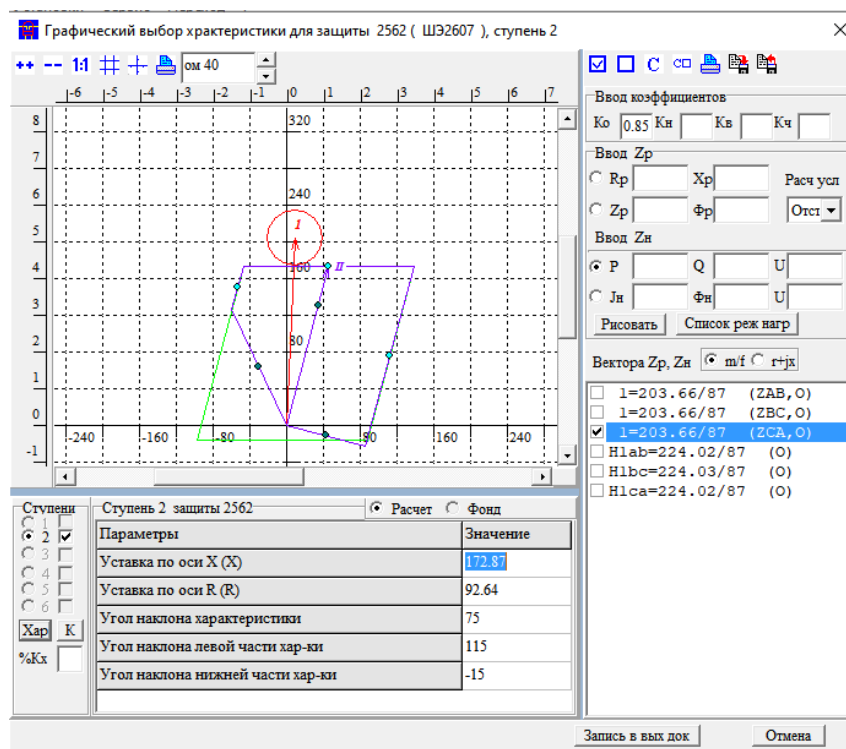 Графический выбор храктеристики для защиты 2562 ( ШЭ2607 ), ступень 2
++ -- 1:1 ом 40
C
-6 -5 -4 -3 -2 -1 0 1 2 3 4 5 6 7
8 320
7
6 240
5 1
4 160 II
3
2 80
1
0 -240 -160 -80 80 160 240
-1
Ввод коэффициентов
Ко 0.85 Кн Кв Кч
Ввод Zр
Rр Xр Расч усл
Zр Фр Отст
Ввод Zн
P Q U
Jн Фн U
Рисовать Список реж нагр
Вектора Zр, Zн m/f r+jx
1=203.66/87 (ZAB,O)
1=203.66/87 (ZBC,O)
1=203.66/87 (ZCA,O)
H1ab=224.02/87 (O)
H1bc=224.03/87 (O)
H1ca=224.02/87 (O)
Ступени
1
2
3
4
5
6
Хар К
%Кх
Ступень 2 защиты 2562 Расчет Фонд
Параметры Значение
Уставка по оси X (X) 172.87
Уставка по оси R (R) 92.64
Угол наклона характеристики 75
Угол наклона левой части хар-ки 115
Угол наклона нижней части хар-ки -15
Запись в вых док Отмена